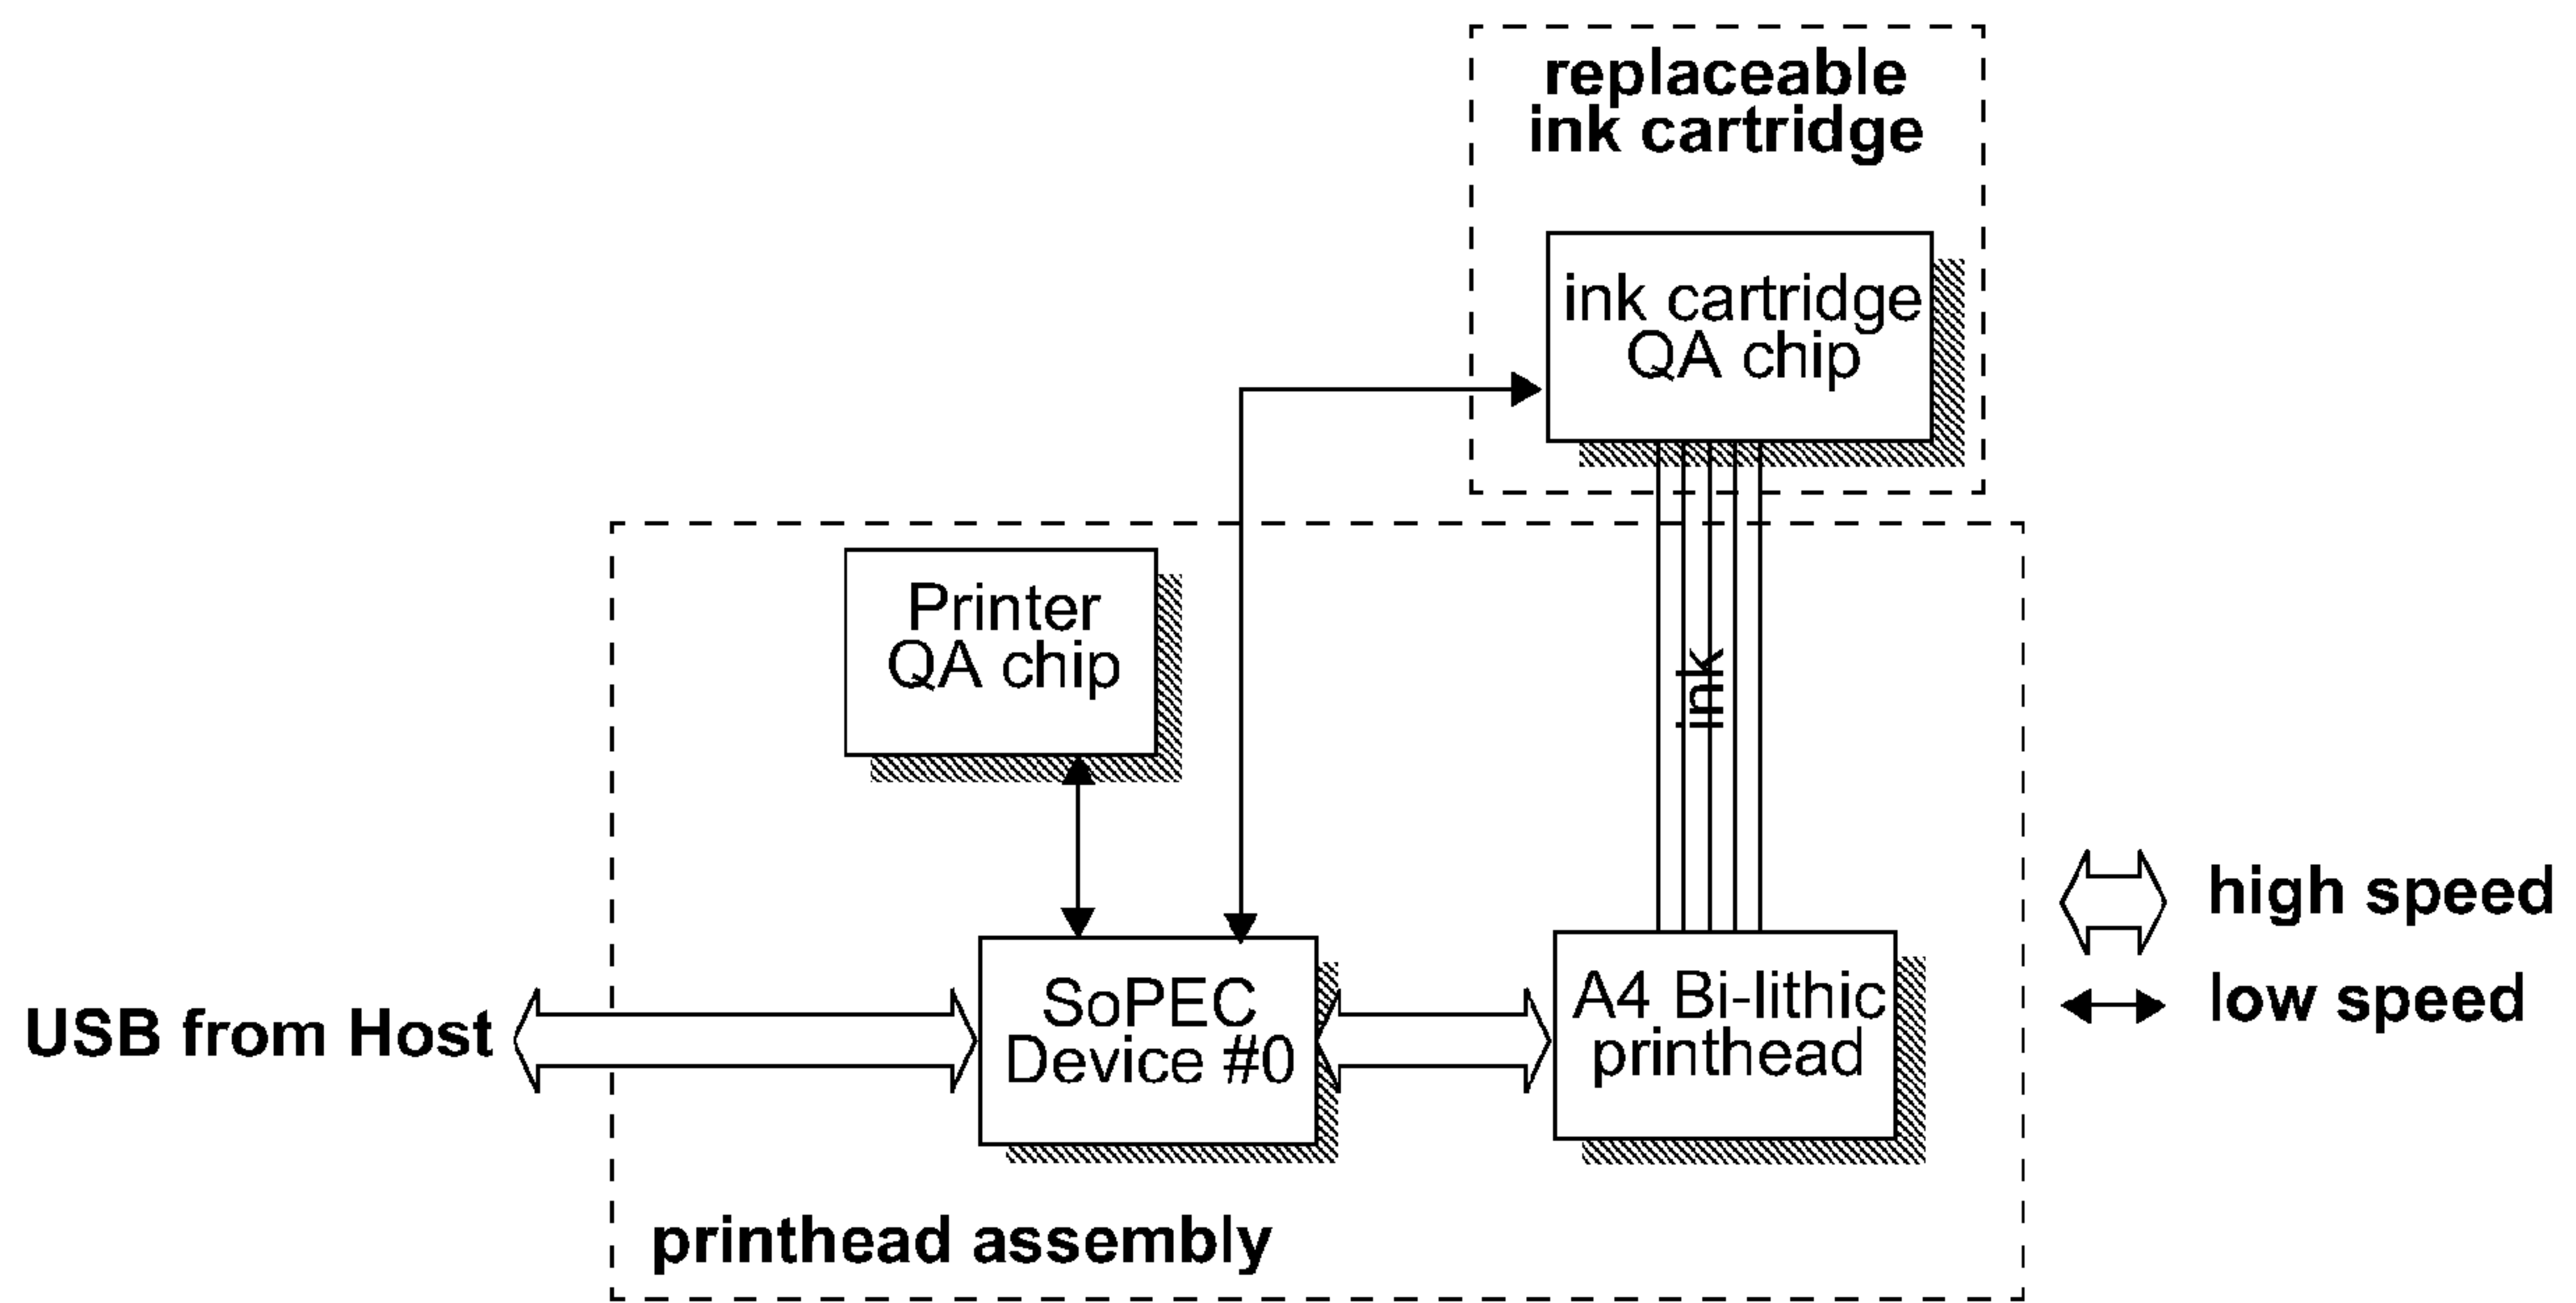 replaceable
ink cartridge
ink cartridge
QA chip
Printer
QA chip
ink
USB from Host
SoPEC
Device #0
A4 Bi-lithic
printhead
high speed
low speed
printhead assembly